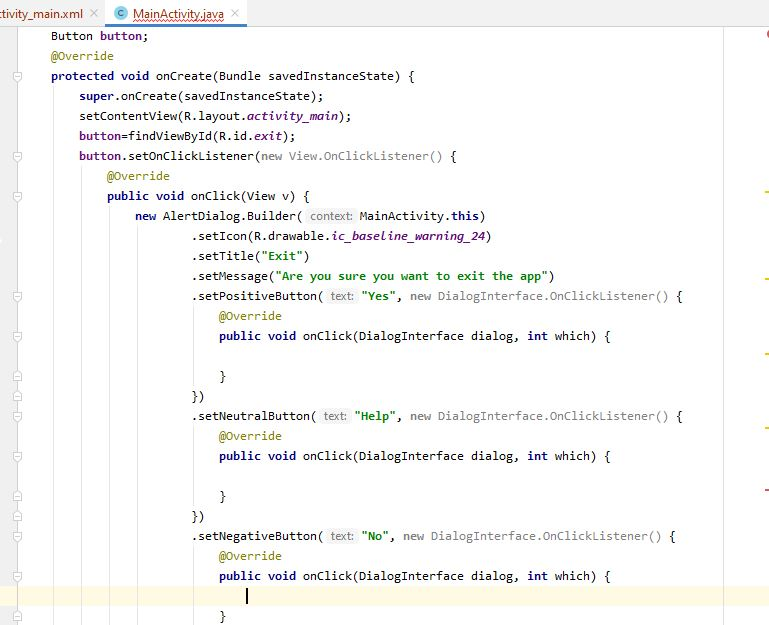 ctivity_main.xml × C MainActivity.java ×
Button button;
@Override
protected void onCreate(Bundle savedInstanceState) {
super.onCreate(savedInstanceState);
setContentView(R.layout.activity_main);
button=findViewById(R.id.exit);
button.setOnClickListener(new View.OnClickListener() {
@Override
public void onClick(View v) {
new AlertDialog.Builder( context: MainActivity.this)
.setIcon(R.drawable.ic_baseline_warning_24)
.setTitle("Exit")
.setMessage("Are you sure you want to exit the app")
.setPositiveButton( text: "Yes", new DialogInterface.OnClickListener() {
@Override
public void onClick(DialogInterface dialog, int which) {
}
})
.setNeutralButton( text: "Help", new DialogInterface.OnClickListener() {
@Override
public void onClick(DialogInterface dialog, int which) {
}
})
.setNegativeButton( text: "No", new DialogInterface.OnClickListener() {
@Override
public void onClick(DialogInterface dialog, int which) {
}